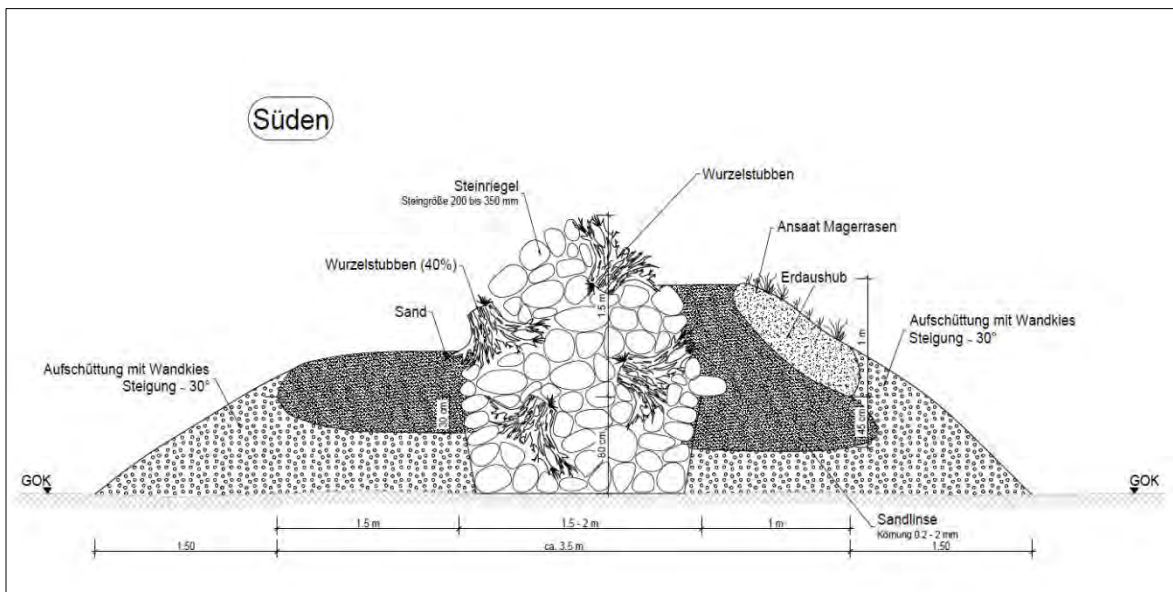 Süden
Wurzelstubben
Steinriegel
Steingröße 200 bis 350 mm
Ansaat Magerrasen
Wurzelstubben (40%)
Erdaushub
Sand
1.5 m
1 m
Aufschüttung mit Wandkies
Steigung ~ 30°
Aufschüttung mit Wandkies
Steigung ~ 30°
30 cm
45 cm
80 cm
GOK
GOK
1.5 m
1.5 - 2 m
1 m
Sandlinse
Körnung 0.2 - 2 mm
1.50
ca. 3.5 m
1.50